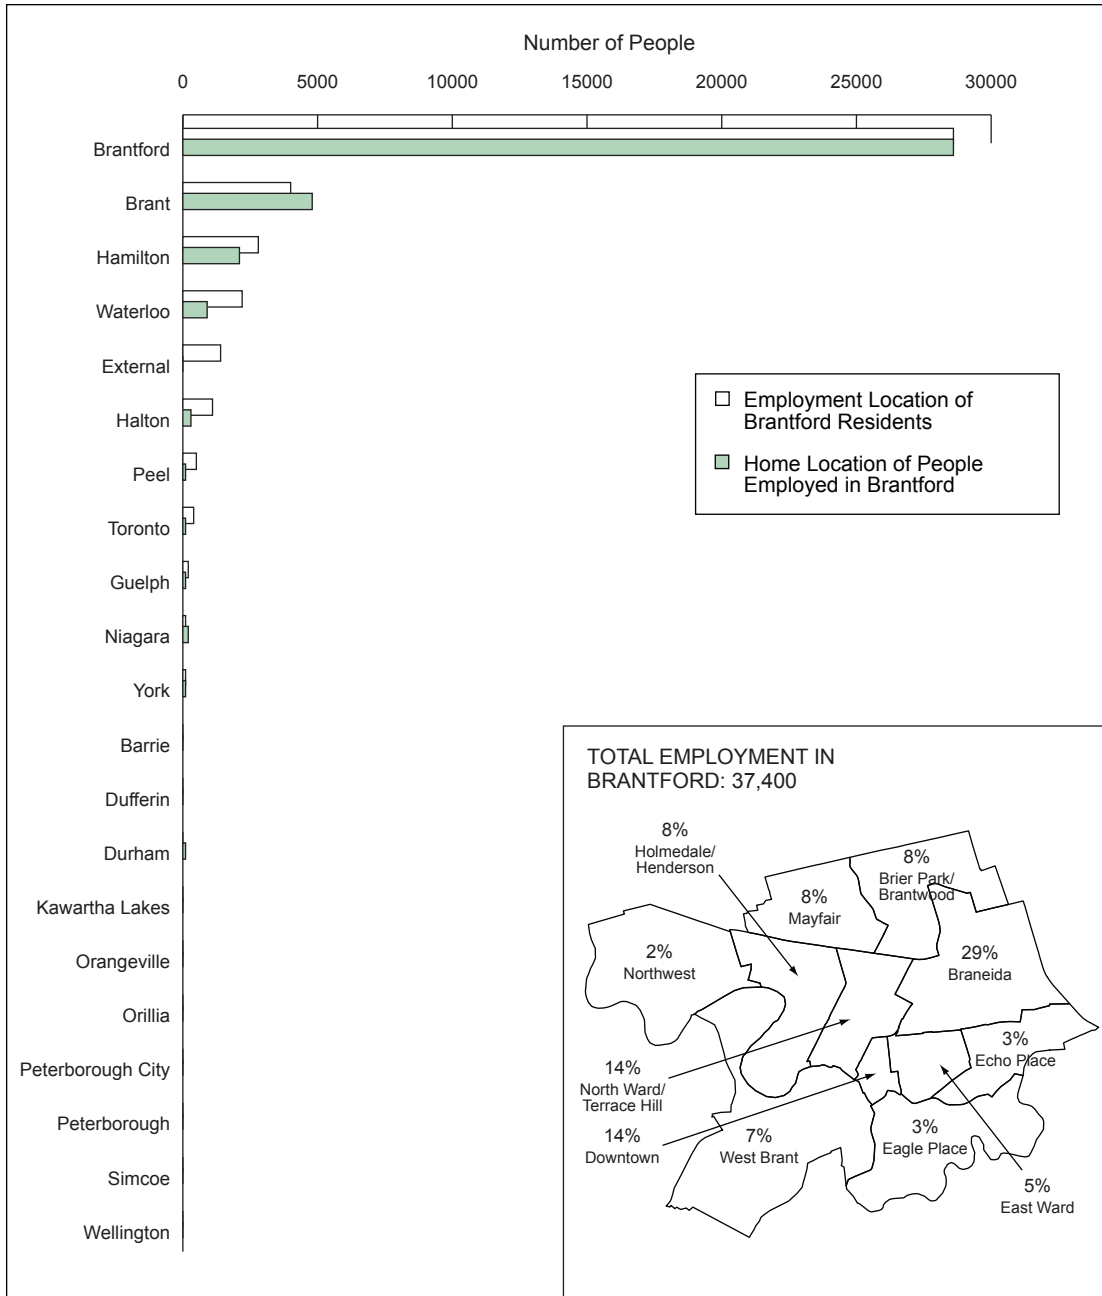 Number of People
0 5000 10000 15000 20000 25000 30000
Brantford
Brant
Hamilton
Waterloo
External
Halton
Peel
Toronto
Guelph
Niagara
York
Barrie
Dufferin
Durham
Kawartha Lakes
Orangeville
Orillia
Peterborough City
Peterborough
Simcoe
Wellington
Employment Location of
Brantford Residents
Home Location of People
Employed in Brantford
TOTAL EMPLOYMENT IN
BRANTFORD: 37,400
8%
Holmedale/
Henderson
8%
Brier Park/
Brantwood
8%
Mayfair
2%
Northwest
29%
Braneida
3%
Echo Place
14%
North Ward/
Terrace Hill
14%
Downtown
7%
West Brant
3%
Eagle Place
5%
East Ward